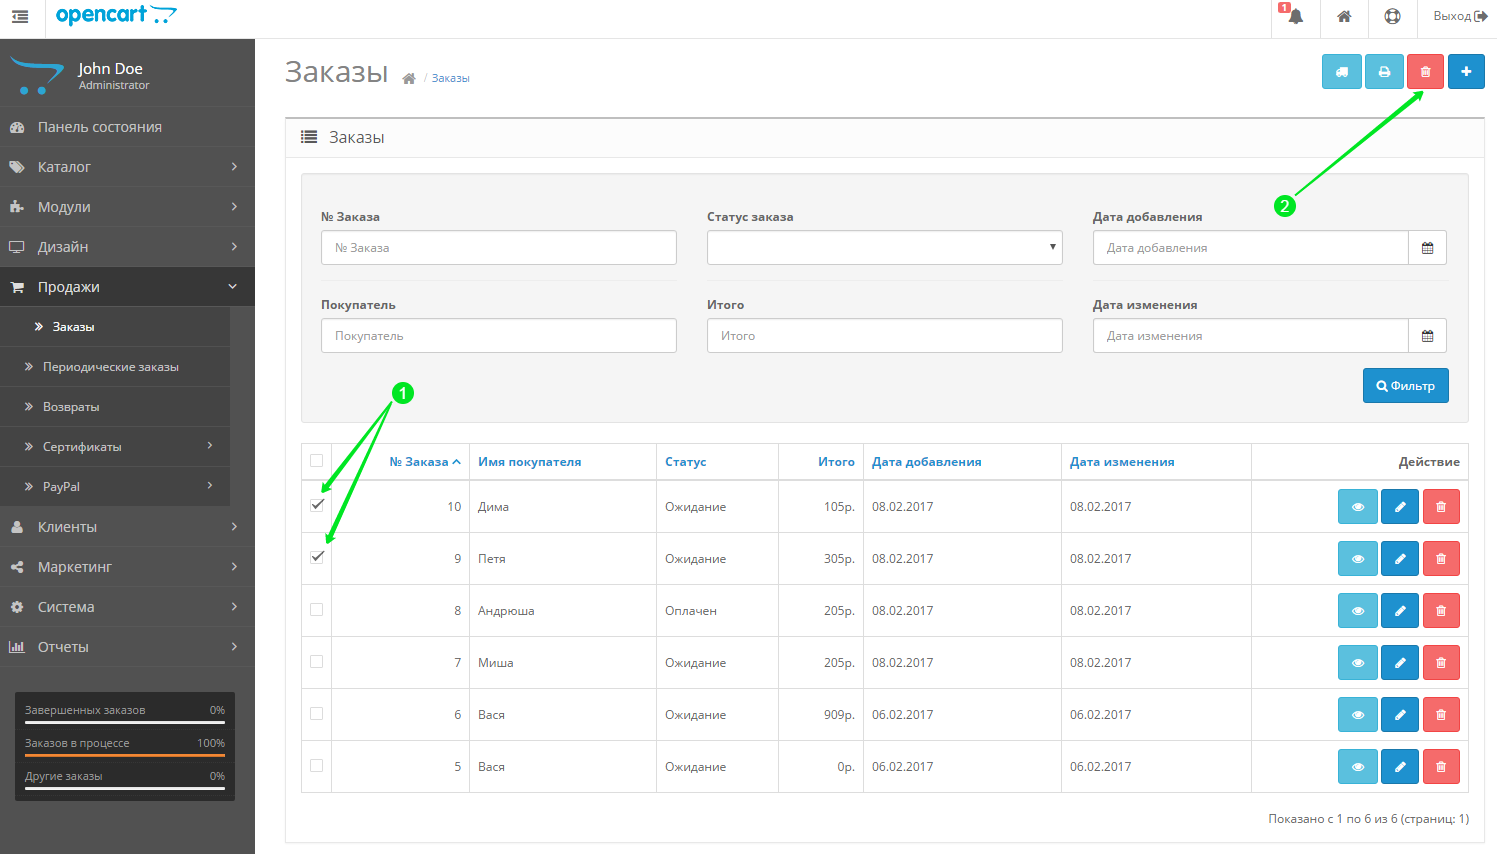 opencart
1
Выход
John Doe
Administrator
Панель состояния
Каталог
Модули
Дизайн
Продажи
Заказы
Периодические заказы
Возвраты
Сертификаты
PayPal
Клиенты
Маркетинг
Система
Отчеты
Завершенных заказов 0%
Заказов в процессе 100%
Другие заказы 0%
Заказы / Заказы
Заказы
2
№ Заказа Статус заказа Дата добавления
№ Заказа Дата добавления
Покупатель Итого Дата изменения
Покупатель Итого Дата изменения
Фильтр
1
№ Заказа Имя покупателя Статус Итого Дата добавления Дата изменения Действие
10 Дима Ожидание 105р. 08.02.2017 08.02.2017
9 Петя Ожидание 305р. 08.02.2017 08.02.2017
8 Андрюша Оплачен 205р. 08.02.2017 08.02.2017
7 Миша Ожидание 205р. 08.02.2017 08.02.2017
6 Вася Ожидание 909р. 06.02.2017 06.02.2017
5 Вася Ожидание 0р. 06.02.2017 06.02.2017
Показано с 1 по 6 из 6 (страниц: 1)